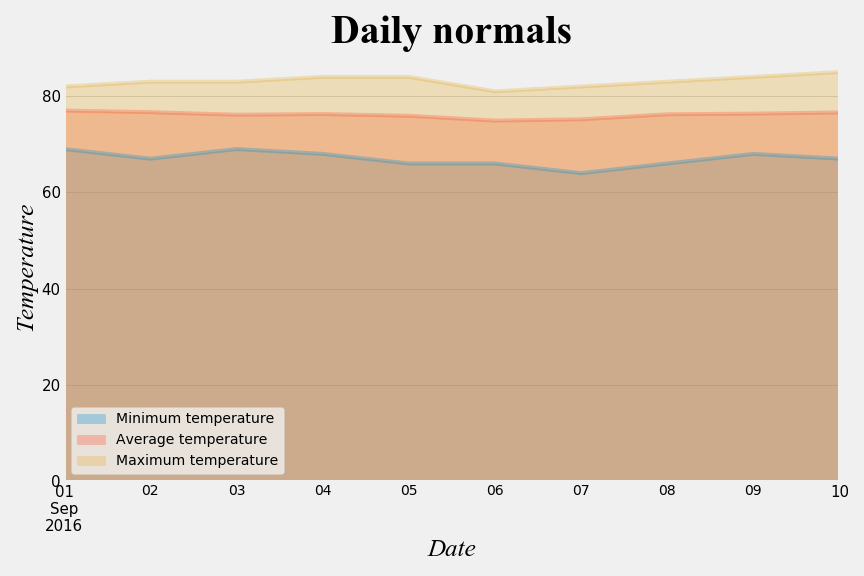 Daily normals
Temperature
80
60
40
20
0
Minimum temperature
Average temperature
Maximum temperature
01 02 03 04 05 06 07 08 09 10
Sep
2016
Date